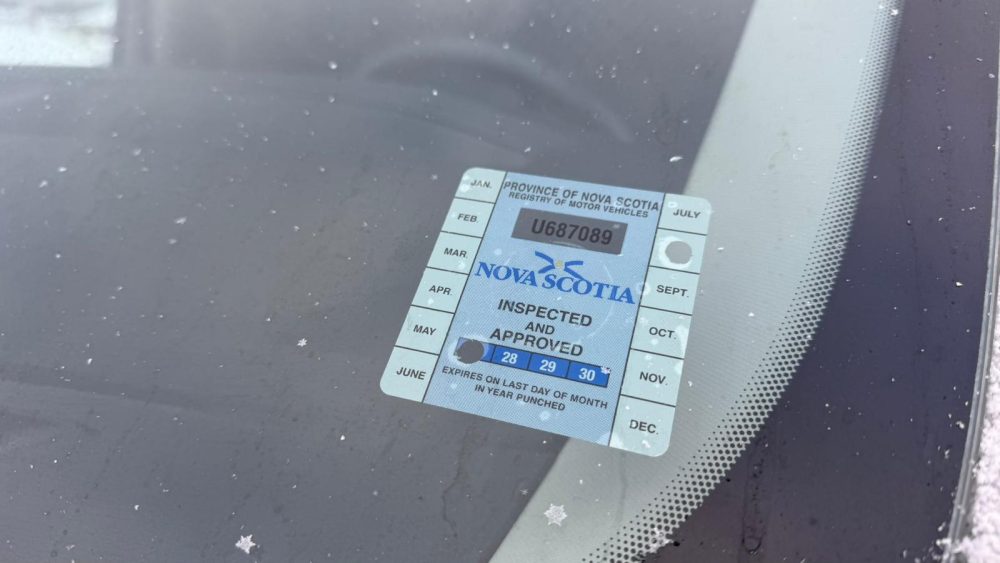 PROVINCE OF NOVA SCOTIA
REGISTRY OF MOTOR VEHICLES
U687089
NOVA SCOTIA
INSPECTED
AND
APPROVED
28 29 30
EXPIRES ON LAST DAY OF MONTH
IN YEAR PUNCHED
JAN.
FEB.
MAR.
APR.
MAY
JUNE
JULY
SEPT.
OCT.
NOV.
DEC.